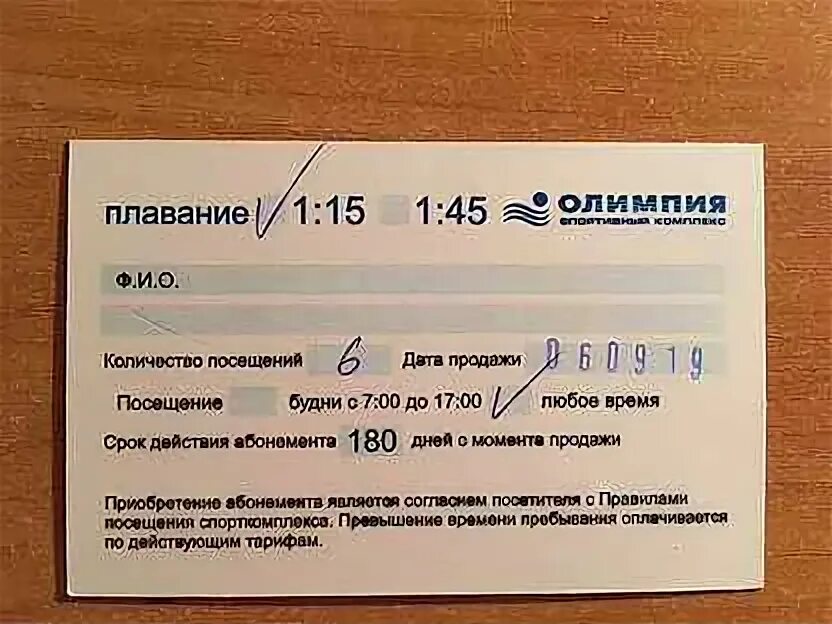 плавание 1:15 1:45 ОЛИМПИЯ
СПОРТИВНЫЙ КОМПЛЕКС
Ф.И.О.
Количество посещений 6 Дата продажи 060919
Посещение будни с 7:00 до 17:00 любое время
Срок действия абонемента 180 дней с момента продажи
Приобретение абонемента является согласием посетителя с Правилами
посещения спорткомплекса. Превышение времени пребывания оплачивается
по действующим тарифам.